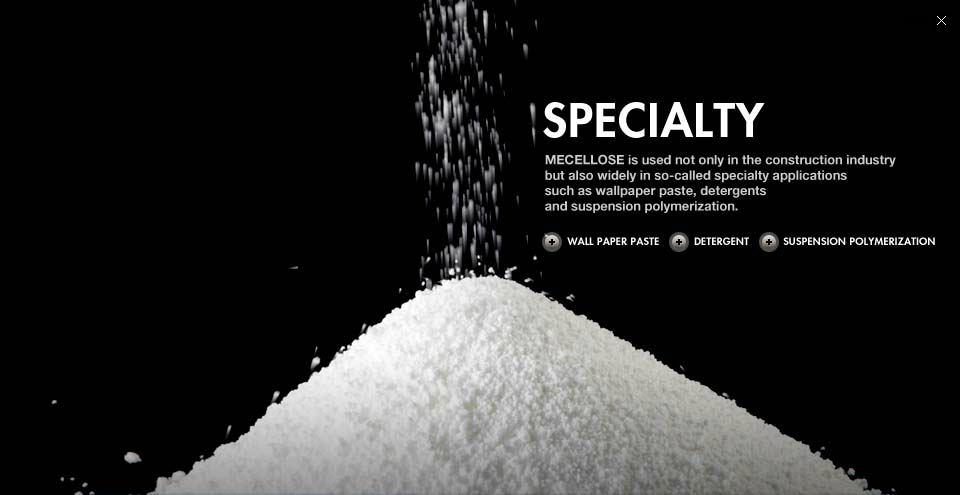 SPECIALTY
MECELLOSE is used not only in the construction industry
but also widely in so-called specialty applications
such as wallpaper paste, detergents
and suspension polymerization.
WALL PAPER PASTE DETERGENT SUSPENSION POLYMERIZATION